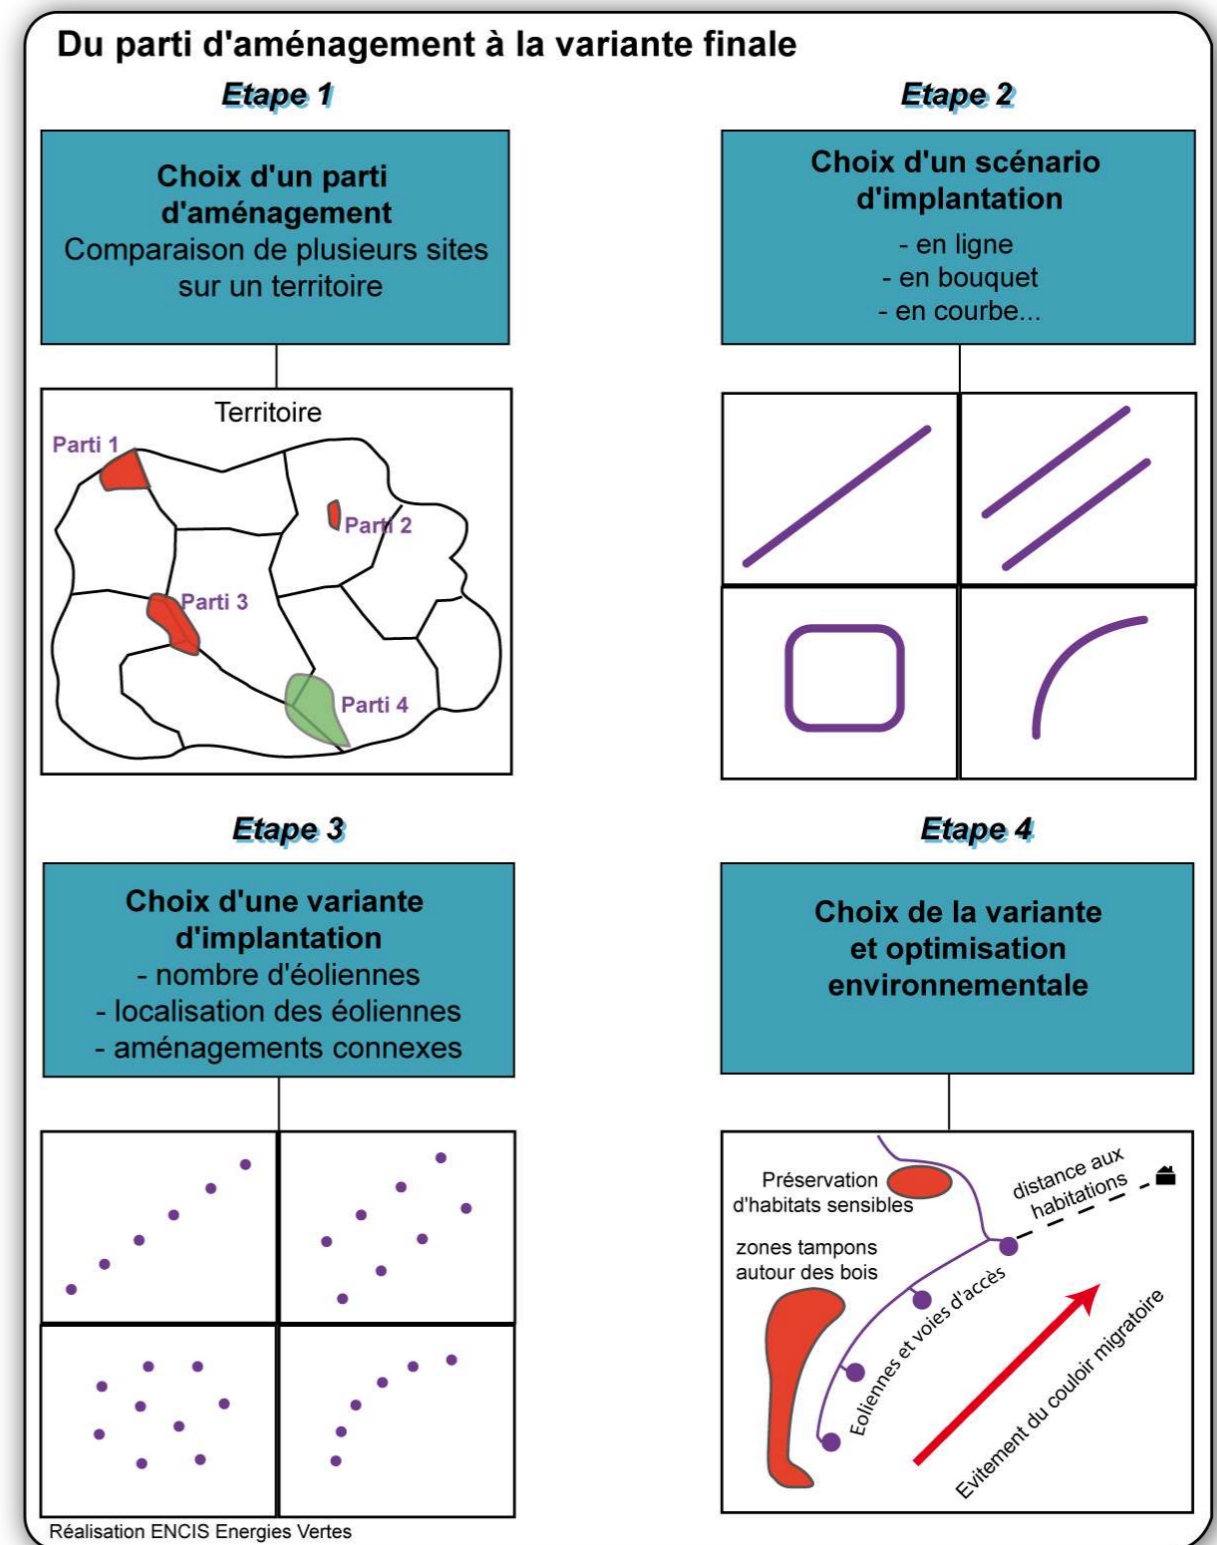 Du parti d'aménagement à la variante finale
Etape 1
Choix d'un parti
d'aménagement
Comparaison de plusieurs sites
sur un territoire
Territoire
Parti 1
Parti 2
Parti 3
Parti 4
Etape 2
Choix d'un scénario
d'implantation
- en ligne
- en bouquet
- en courbe...
Etape 3
Choix d'une variante
d'implantation
- nombre d'éoliennes
- localisation des éoliennes
- aménagements connexes
Etape 4
Choix de la variante
et optimisation
environnementale
Préservation
d'habitats sensibles
distance aux
habitations
zones tampons
autour des bois
Eoliennes et voies d'accès
Evitement du couloir migratoire
Réalisation ENCIS Energies Vertes